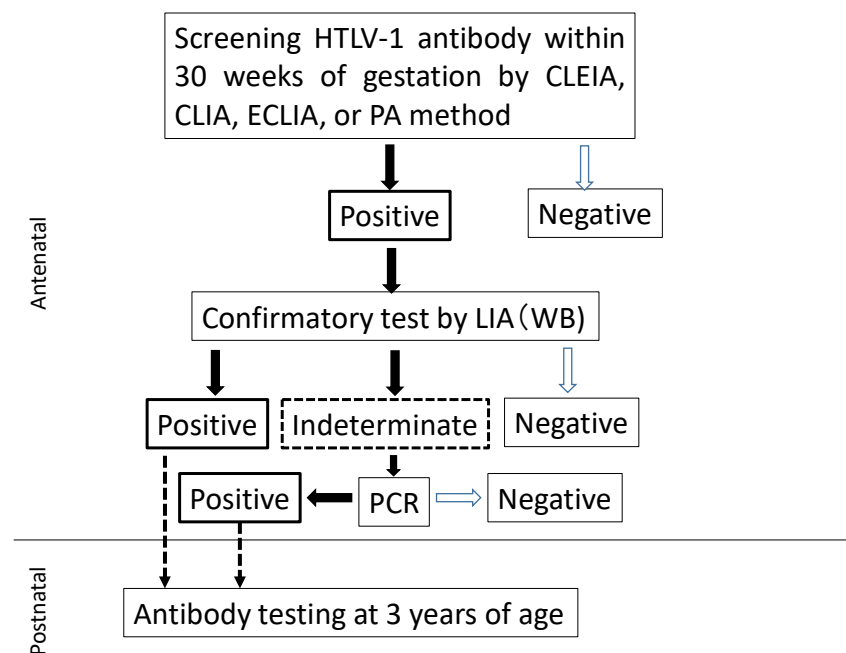 Screening HTLV-1 antibody within
30 weeks of gestation by CLEIA,
CLIA, ECLIA, or PA method
Positive
Negative
Antenatal
Confirmatory test by LIA（WB)
Positive
Indeterminate
Negative
Positive
PCR
Negative
Postnatal
Antibody testing at 3 years of age